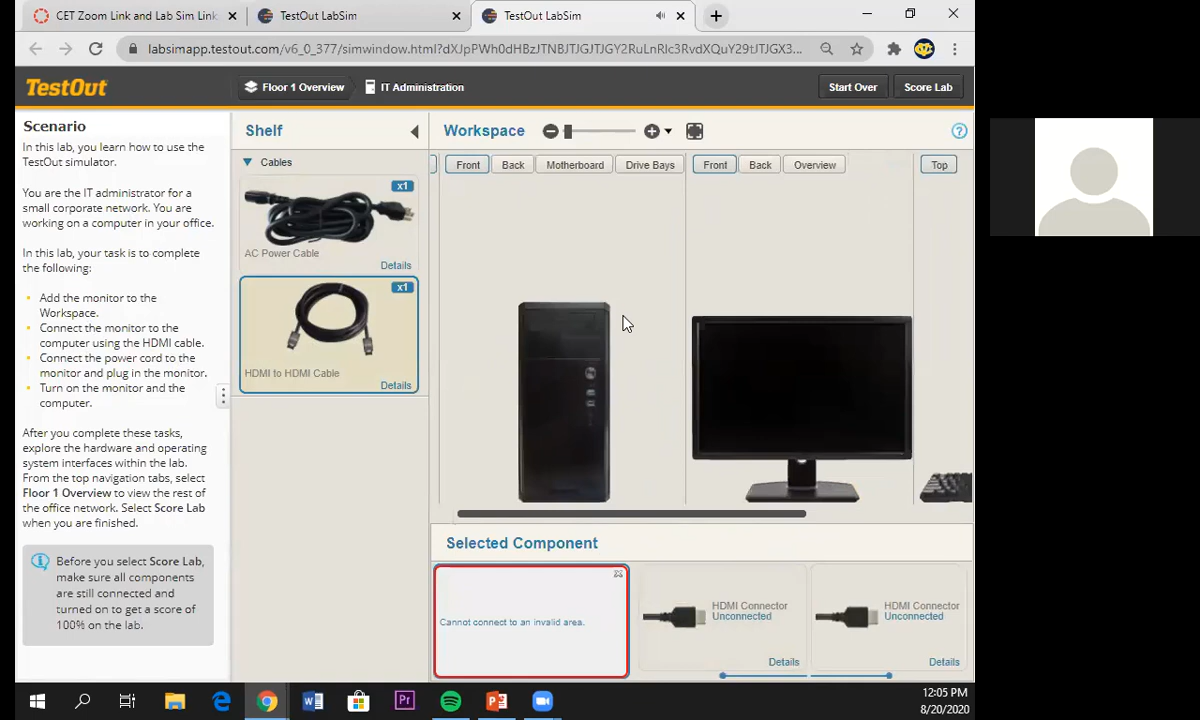 CET Zoom Link and Lab Sim Link
TestOut LabSim
TestOut LabSim
labsimapp.testout.com/v6_0_377/simwindow.html?
TestOut
Floor 1 Overview
IT Administration
Start Over
Score Lab
Scenario
In this lab, you learn how to use the
TestOut simulator.
You are the IT administrator for a
small corporate network. You are
working on a computer in your office.
In this lab, your task is to complete
the following:
Add the monitor to the
Workspace.
Connect the monitor to the
computer using the HDMI cable.
Connect the power cord to the
monitor and plug in the monitor.
Turn on the monitor and the
computer.
After you complete these tasks,
explore the hardware and operating
system interfaces within the lab.
From the top navigation tabs, select
Floor 1 Overview to view the rest of
the office network. Select Score Lab
when you are finished.
Before you select Score Lab,
make sure all components
are still connected and
turned on to get a score of
100% on the lab.
Shelf
Cables
x1
AC Power Cable
Details
x1
HDMI to HDMI Cable
Details
Workspace
Front
Back
Motherboard
Drive Bays
Front
Back
Overview
Top
Selected Component
Cannot connect to an invalid area.
HDMI Connector
Unconnected
Details
HDMI Connector
Unconnected
Details
12:05 PM
8/20/2020